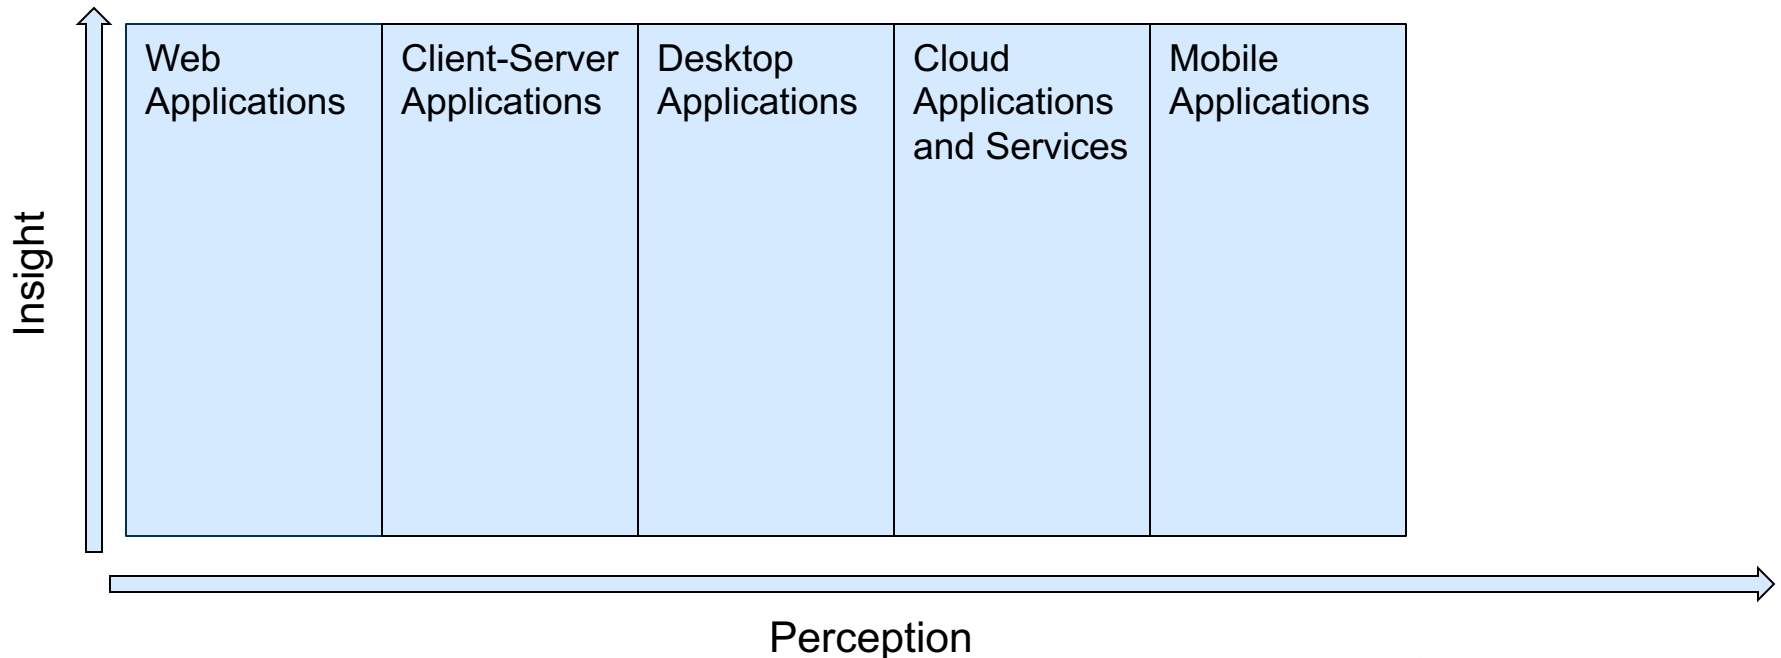 Insight
Web
Applications
Client-Server
Applications
Desktop
Applications
Cloud
Applications
and Services
Mobile
Applications
Perception